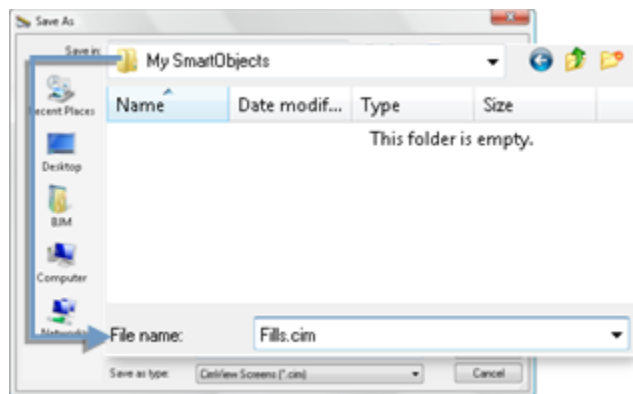 Save As
Save in:
My SmartObjects
Recent Places
Name Date modif... Type Size
This folder is empty.
Desktop
BJM
Computer
Network
File name: Fills.cim
Save as type: CimView Screens (*.cim) Cancel